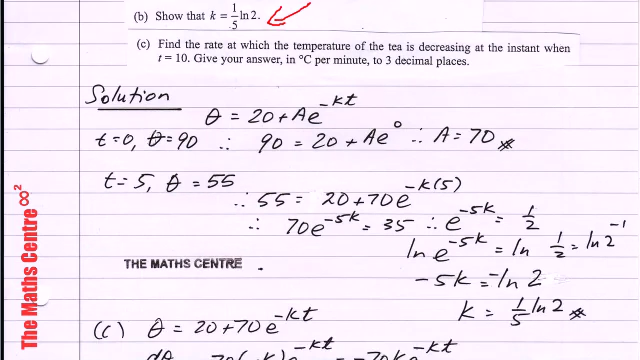 (b) Show that k = 1/5 ln 2.
(c) Find the rate at which the temperature of the tea is decreasing at the instant when
t = 10. Give your answer, in °C per minute, to 3 decimal places.
Solution
θ = 20 + Ae^-kt
t=0, θ=90 ∴ 90 = 20 + Ae^0 ∴ A = 70 *
t=5, θ = 55
∴ 55 = 20 + 70e^-k(5)
∴ 70e^-5k = 35 ∴ e^-5k = 1/2
ln e^-5k = ln 1/2 = ln 2^-1
-5k = -ln 2
k = 1/5 ln 2 *
THE MATHS CENTRE .
The Maths Centre ∞²
(c) θ = 20 + 70e^-kt